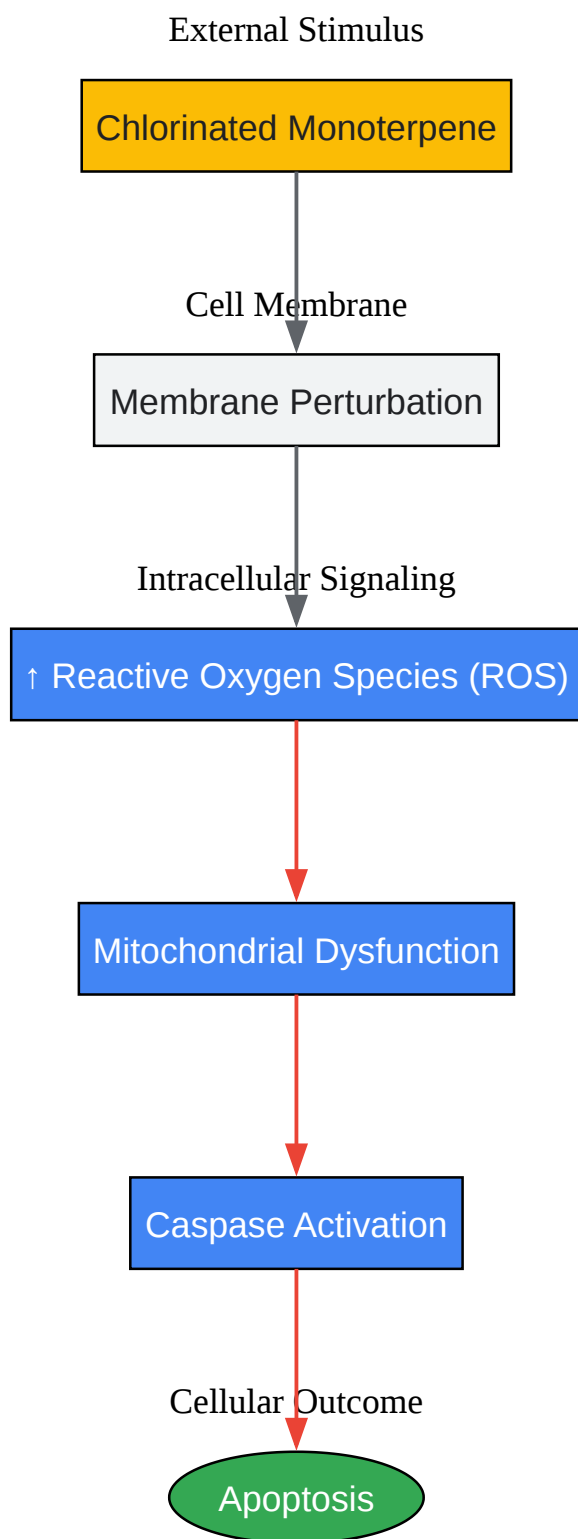 External Stimulus
Chlorinated Monoterpene
Cell Membrane
Membrane Perturbation
Intracellular Signaling
↑ Reactive Oxygen Species (ROS)
Mitochondrial Dysfunction
Caspase Activation
Cellular Outcome
Apoptosis